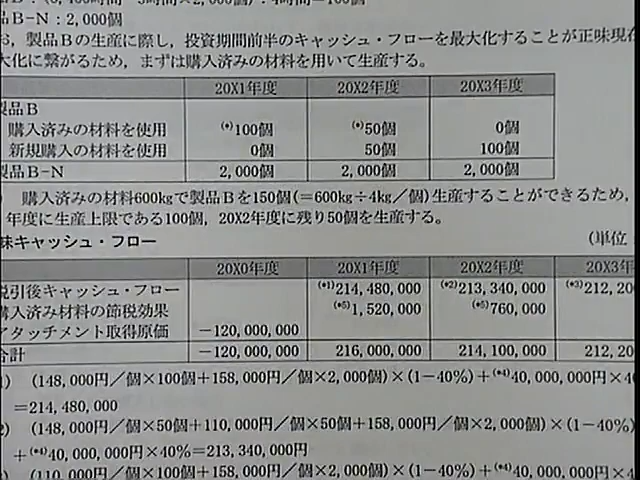 品B-N：2,000個
お，製品Bの生産に際し，投資期間前半のキャッシュ・フローを最大化することが正味現在
大化に繋がるため，まずは購入済みの材料を用いて生産する。
20X1年度 20X2年度 20X3年度
製品B
購入済みの材料を使用 (*)100個 (*)50個 0個
新規購入の材料を使用 0個 50個 100個
製品B-N 2,000個 2,000個 2,000個
購入済みの材料600kgで製品Bを150個(=600kg÷4kg／個)生産することができるため，
年度に生産上限である100個，20X2年度に残り50個を生産する。
味キャッシュ・フロー (単位
20X0年度 20X1年度 20X2年度 20X3年
税引後キャッシュ・フロー (*1)214,480,000 (*2)213,340,000 (*3)212,20
購入済み材料の節税効果 (*5)1,520,000 (*5)760,000
アタッチメント取得原価 -120,000,000
合計 -120,000,000 216,000,000 214,100,000 212,20
1) (148,000円／個×100個+158,000円／個×2,000個)×(1-40%)+(*4)40,000,000円×4
=214,480,000
2) (148,000円／個×50個+110,000円／個×50個+158,000円／個×2,000個)×(1-40%)
+(*4)40,000,000円×40%=213,340,000円
(110,000円／個×100個+158,000円／個×2,000個)×(1-40%)+(*4)40,000,000円×4